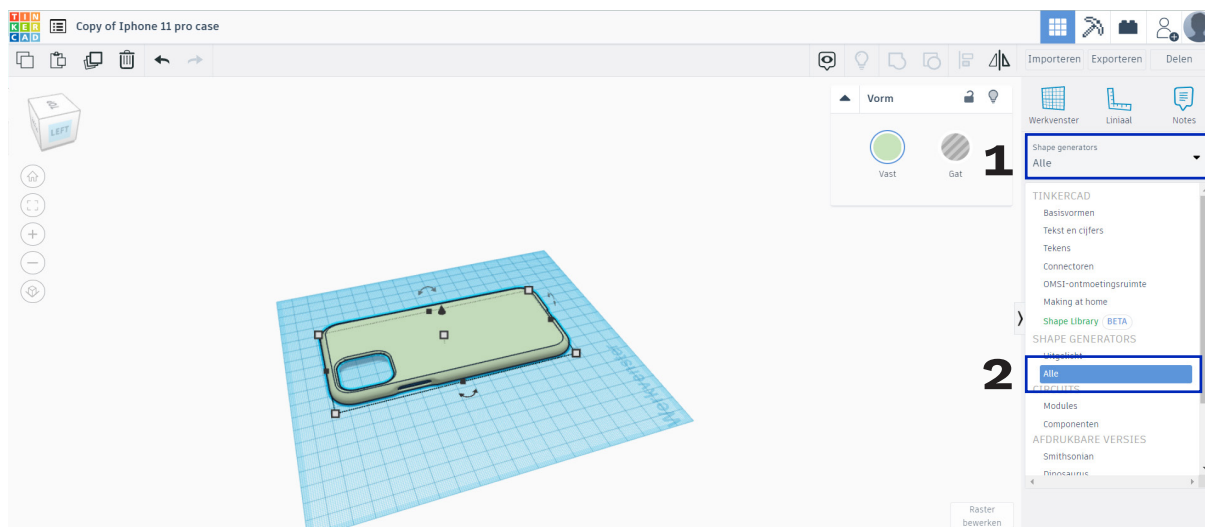 TIN
KER
CAD
Copy of Iphone 11 pro case
Importeren Exporteren Delen
LEFT
Vorm
Vast Gat
Werkvenster Liniaal Notes
1
Shape generators
Alle
TINKERCAD
Basisvormen
Tekst en cijfers
Tekens
Connectoren
OMSI-ontmoetingsruimte
Making at home
Shape Library BETA
SHAPE GENERATORS
Uitgelicht
2
Alle
CIRCUITS
Modules
Componenten
AFDRUKBARE VERSIES
Smithsonian
Dinosaurus
Werkvenster
Raster
bewerken